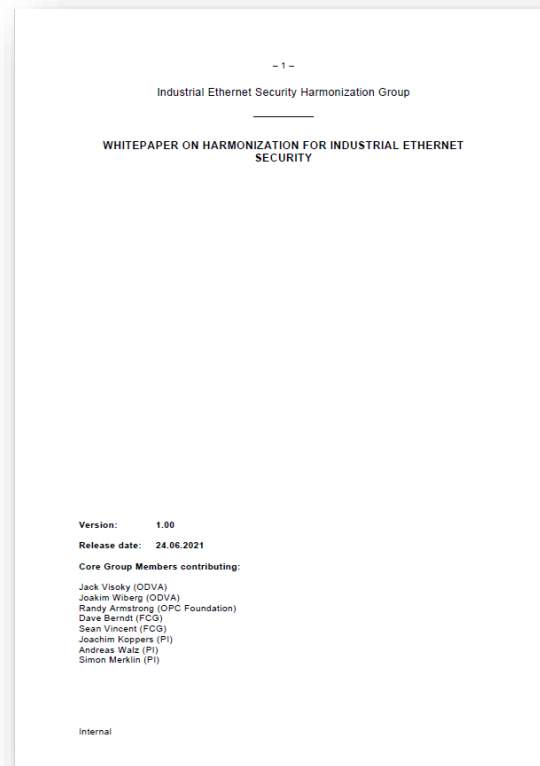 – 1 –
Industrial Ethernet Security Harmonization Group
WHITEPAPER ON HARMONIZATION FOR INDUSTRIAL ETHERNET
SECURITY
Version: 1.00
Release date: 24.06.2021
Core Group Members contributing:
Jack Visoky (ODVA)
Joakim Wiberg (ODVA)
Randy Armstrong (OPC Foundation)
Dave Berndt (FCG)
Sean Vincent (FCG)
Joachim Koppers (PI)
Andreas Walz (PI)
Simon Merklin (PI)
Internal